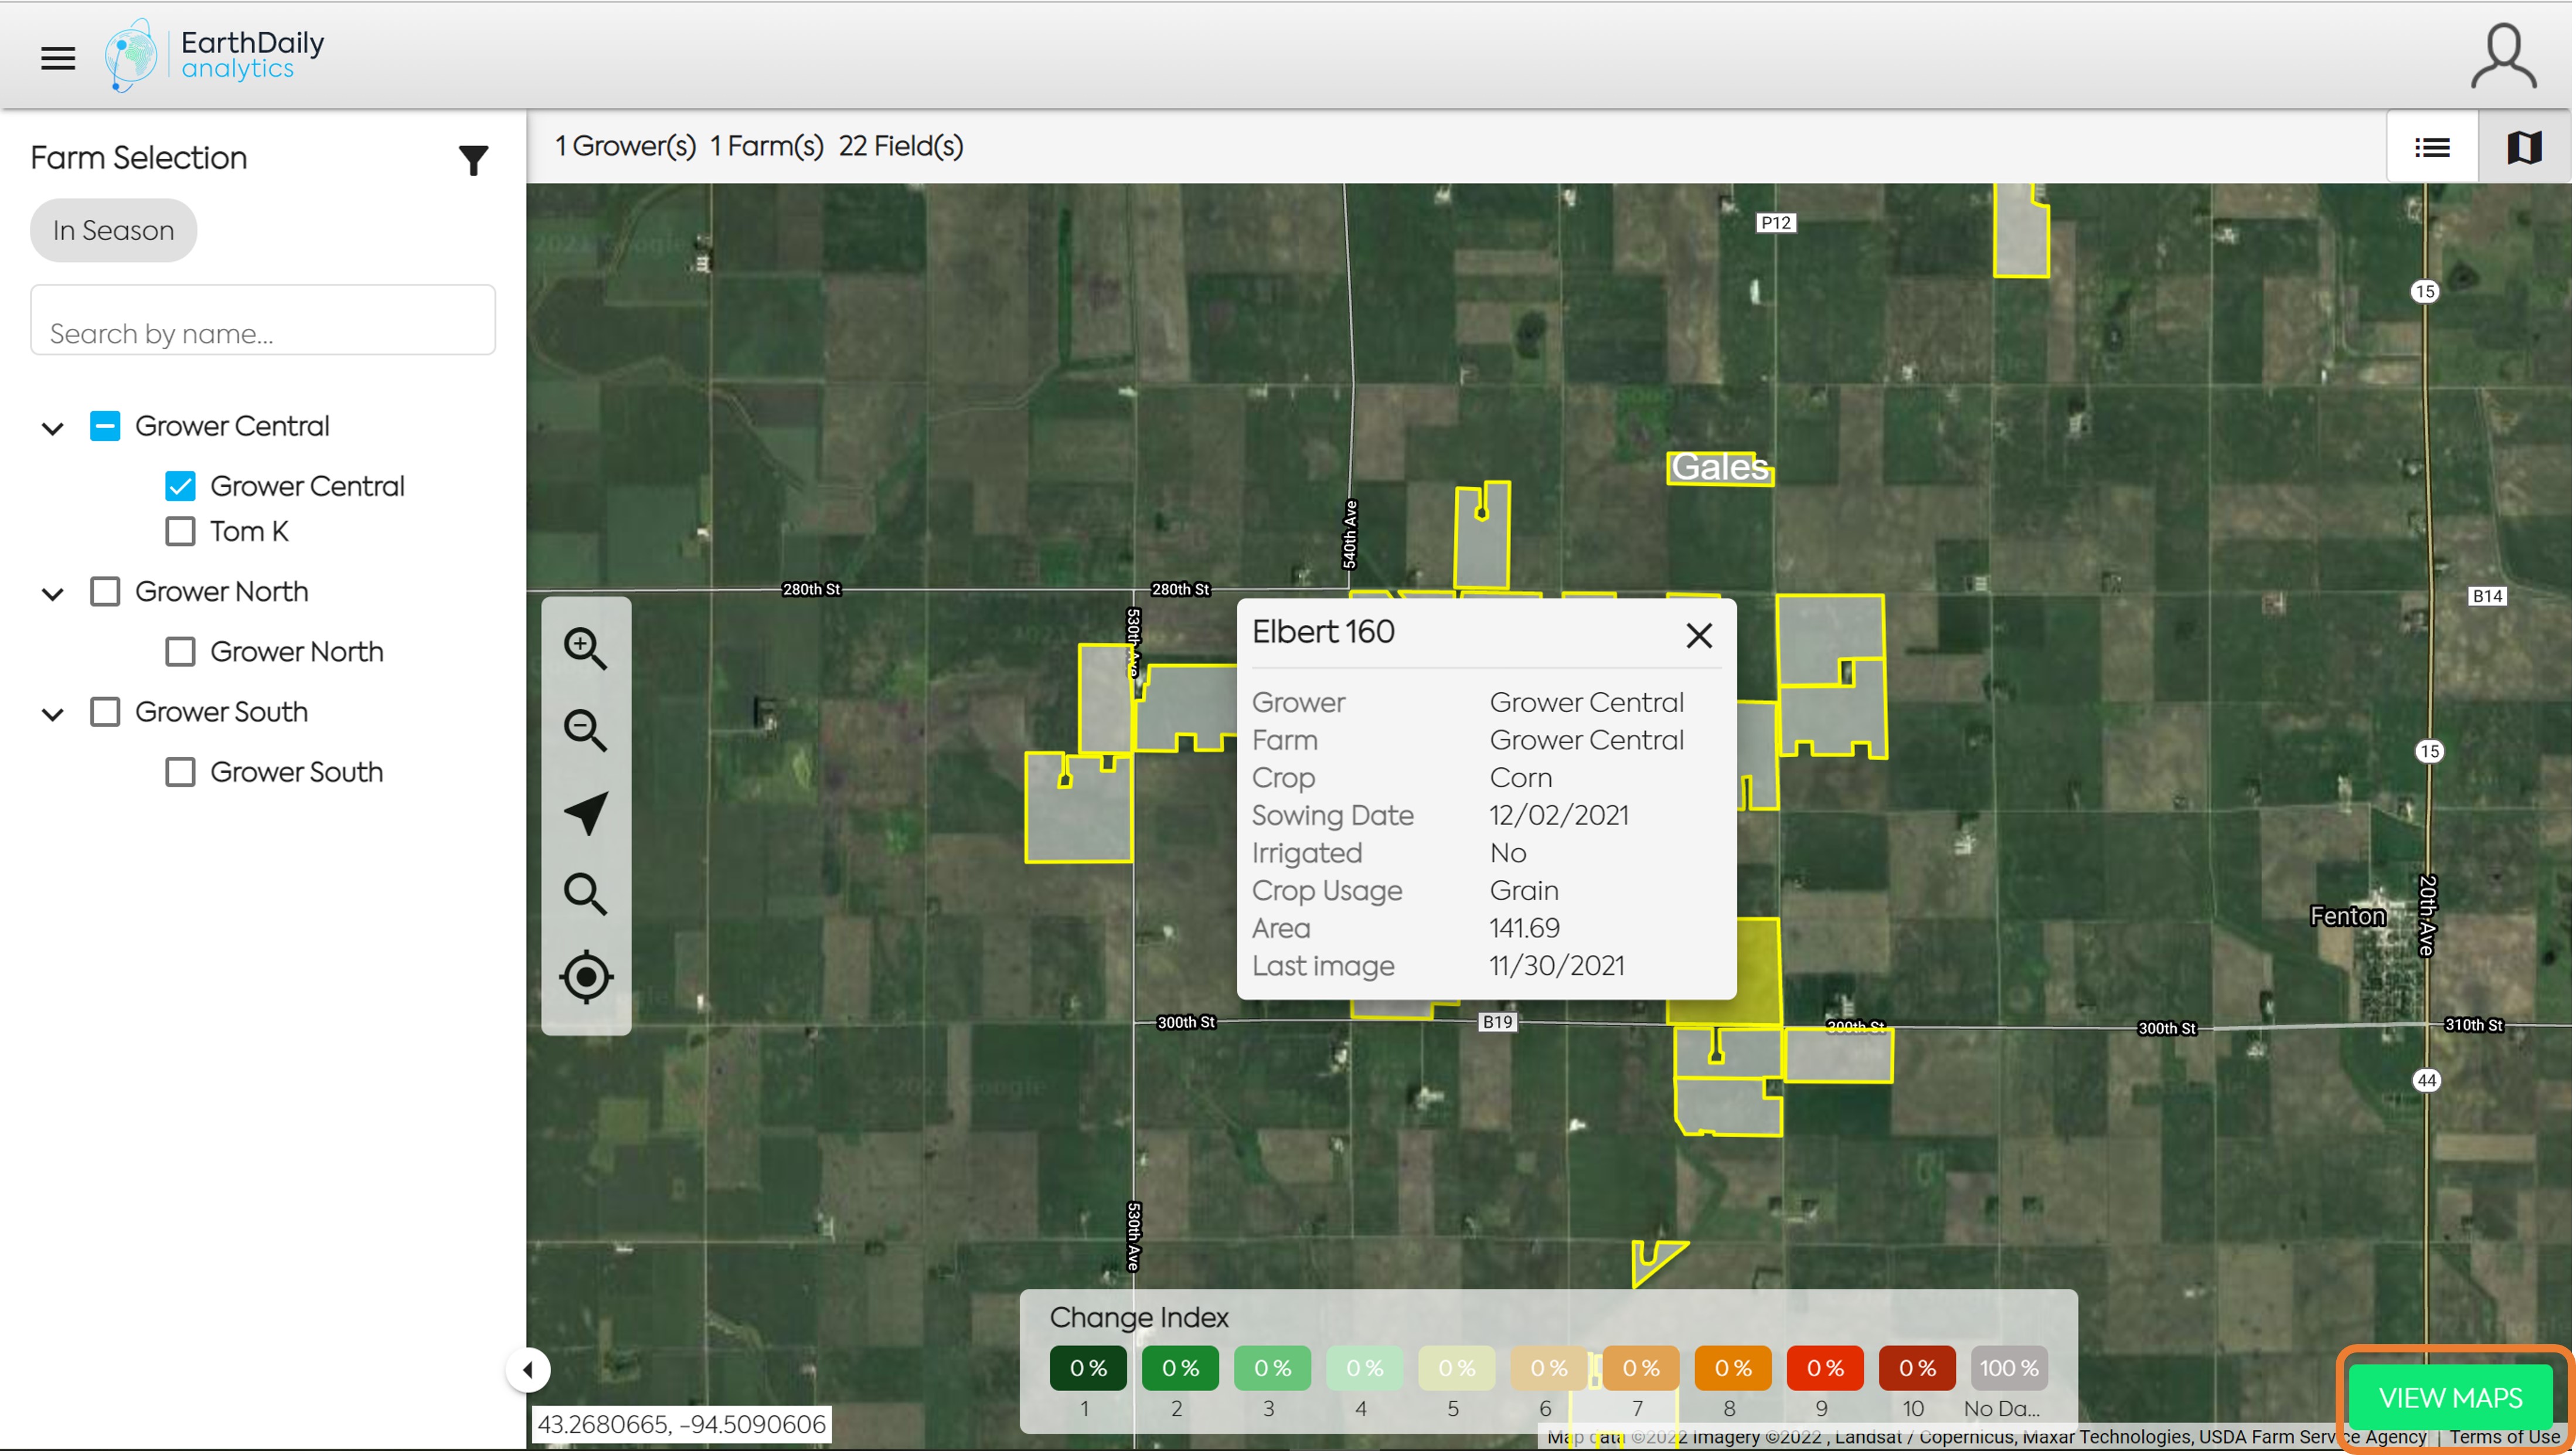 EarthDaily
analytics
Farm Selection
1 Grower(s) 1 Farm(s) 22 Field(s)
In Season
Search by name...
Grower Central
Grower Central
Tom K
Grower North
Grower North
Grower South
Grower South
P12
15
Gales
540th Ave
280th St
280th St
B14
530th Ave
Elbert 160
Grower Grower Central
Farm Grower Central
Crop Corn
Sowing Date 12/02/2021
Irrigated No
Crop Usage Grain
Area 141.69
Last image 11/30/2021
15
Fenton
20th Ave
300th St
B19
300th St
300th St
310th St
44
530th Ave
Change Index
0 % 0 % 0 % 0 % 0 % 0 % 0 % 0 % 0 % 0 % 100 %
1 2 3 4 5 6 7 8 9 10 No Da...
VIEW MAPS
43.2680665, -94.5090606
Map data ©2022 Imagery ©2022 , Landsat / Copernicus, Maxar Technologies, USDA Farm Service Agency | Terms of Use